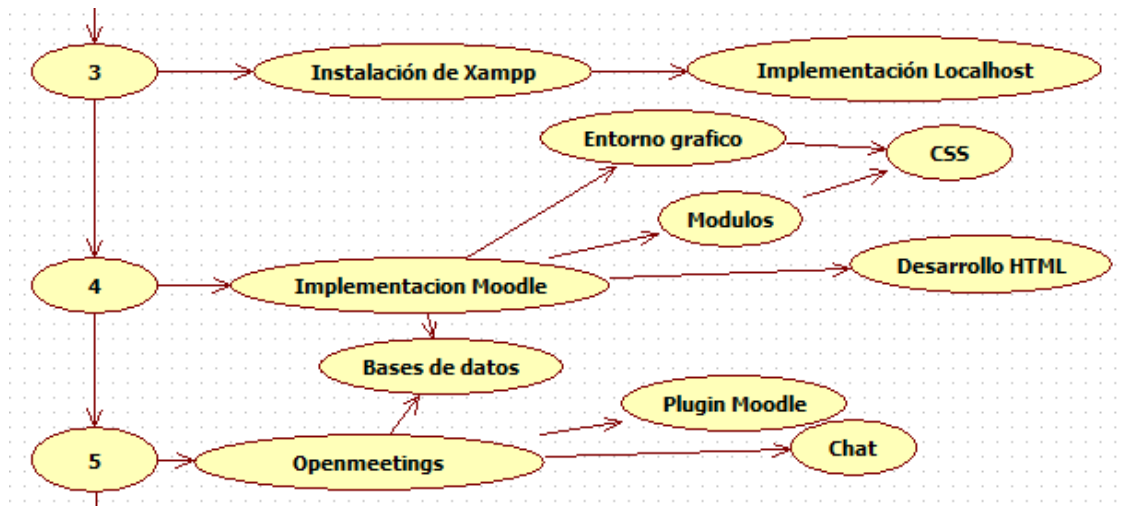 3
Instalación de Xampp
Implementación Localhost
Entorno grafico
CSS
Modulos
Desarrollo HTML
4
Implementacion Moodle
Bases de datos
Plugin Moodle
Chat
5
Openmeetings